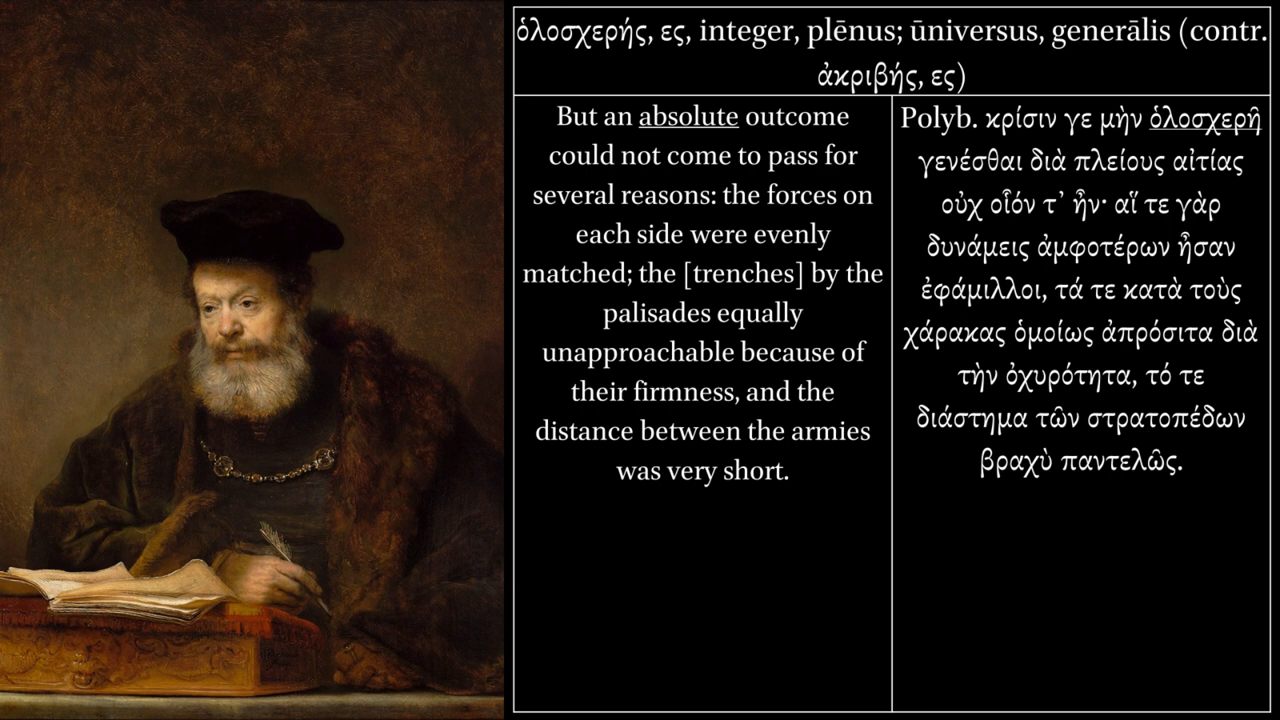 ὁλοσχερής, ες, integer, plēnus; ūniversus, generālis (contr.
ἀκριβής, ες)
But an absolute outcome
could not come to pass for
several reasons: the forces on
each side were evenly
matched; the [trenches] by the
palisades equally
unapproachable because of
their firmness, and the
distance between the armies
was very short.
Polyb. κρίσιν γε μὴν ὁλοσχερῆ
γενέσθαι διὰ πλείους αἰτίας
οὐχ οἷόν τ᾽ ἦν· αἵ τε γὰρ
δυνάμεις ἀμφοτέρων ἦσαν
ἐφάμιλλοι, τά τε κατὰ τοὺς
χάρακας ὁμοίως ἀπρόσιτα διὰ
τὴν ὀχυρότητα, τό τε
διάστημα τῶν στρατοπέδων
βραχὺ παντελῶς.